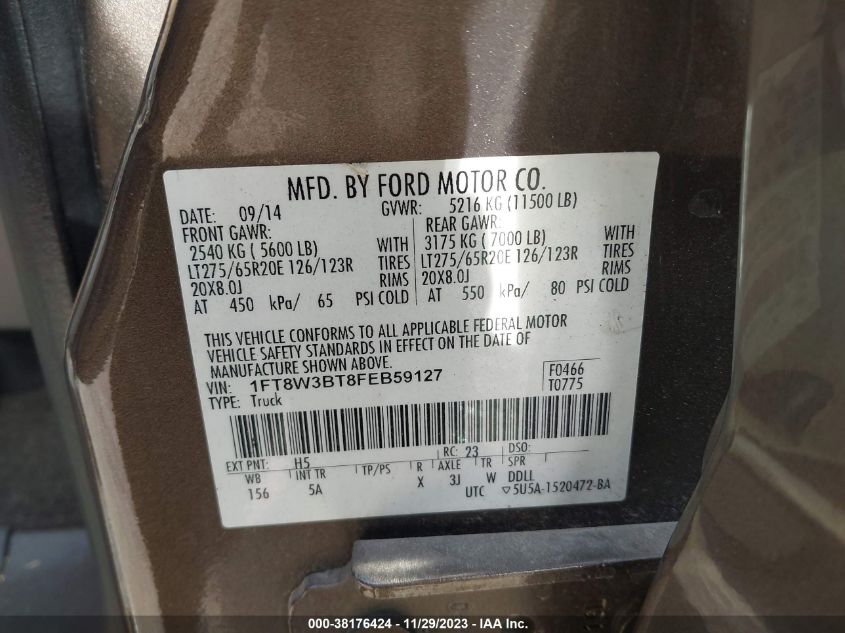 MFD. BY FORD MOTOR CO.
DATE: 09/14 GVWR: 5216 KG (11500 LB)
FRONT GAWR: REAR GAWR:
2540 KG ( 5600 LB) WITH 3175 KG ( 7000 LB) WITH
LT275/65R20E 126/123R TIRES LT275/65R20E 126/123R TIRES
20X8.0J RIMS 20X8.0J RIMS
AT 450 kPa/ 65 PSI COLD AT 550 kPa/ 80 PSI COLD
THIS VEHICLE CONFORMS TO ALL APPLICABLE FEDERAL MOTOR
VEHICLE SAFETY STANDARDS IN EFFECT ON THE DATE OF
MANUFACTURE SHOWN ABOVE.
VIN: 1FT8W3BT8FEB59127 F0466
TYPE: Truck T0775
EXT PNT: H5 RC: 23 DSO:
WB INT TR TP/PS R AXLE TR SPR
156 5A X 3J W DDLL
UTC ▽5U5A-1520472-BA
000-38176424 - 11/29/2023 - IAA Inc.